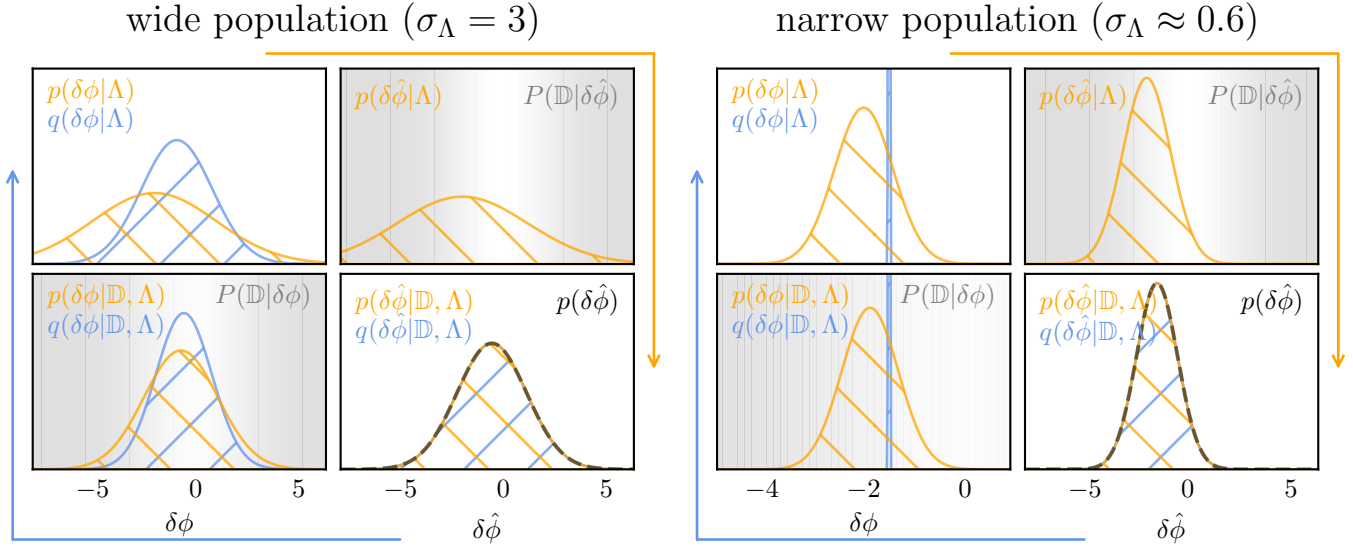 wide population (σ_Λ = 3)
p(δϕ|Λ)
q(δϕ|Λ)
p(δϕ̂|Λ)
P(𝔻|δϕ̂)
p(δϕ|𝔻, Λ)
q(δϕ|𝔻, Λ)
P(𝔻|δϕ)
p(δϕ̂|𝔻, Λ)
q(δϕ̂|𝔻, Λ)
p(δϕ̂)
−5 0 5
δϕ
−5 0 5
δϕ̂
narrow population (σ_Λ ≈ 0.6)
p(δϕ|Λ)
q(δϕ|Λ)
p(δϕ̂|Λ)
P(𝔻|δϕ̂)
p(δϕ|𝔻, Λ)
q(δϕ|𝔻, Λ)
P(𝔻|δϕ)
p(δϕ̂|𝔻, Λ)
q(δϕ̂|𝔻, Λ)
p(δϕ̂)
−4 −2 0
δϕ
−5 0 5
δϕ̂